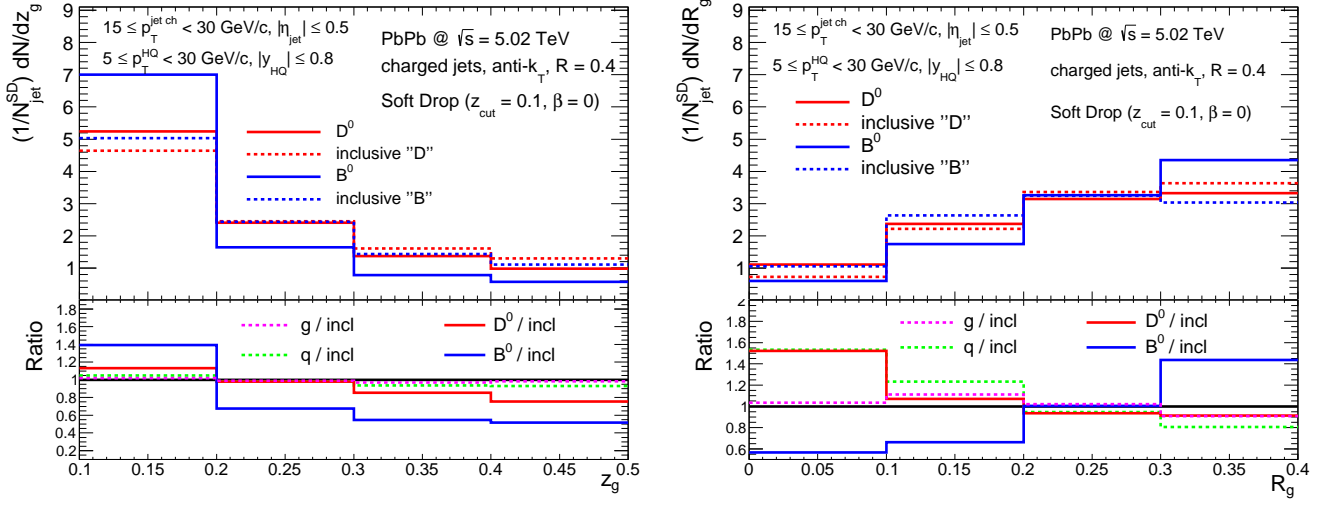 (1/N_jet^SD) dN/dz_g
15 ≤ p_T^jet ch < 30 GeV/c, |η_jet| ≤ 0.5
5 ≤ p_T^HQ < 30 GeV/c, |y_HQ| ≤ 0.8
PbPb @ √s = 5.02 TeV
charged jets, anti-k_T, R = 0.4
Soft Drop (z_cut = 0.1, β = 0)
D^0
inclusive "D"
B^0
inclusive "B"
9
8
7
6
5
4
3
2
1
Ratio
g / incl
q / incl
D^0 / incl
B^0 / incl
1.8
1.6
1.4
1.2
1
0.8
0.6
0.4
0.2
0.1 0.15 0.2 0.25 0.3 0.35 0.4 0.45 0.5
z_g
(1/N_jet^SD) dN/dR_g
15 ≤ p_T^jet ch < 30 GeV/c, |η_jet| ≤ 0.5
5 ≤ p_T^HQ < 30 GeV/c, |y_HQ| ≤ 0.8
PbPb @ √s = 5.02 TeV
charged jets, anti-k_T, R = 0.4
Soft Drop (z_cut = 0.1, β = 0)
D^0
inclusive "D"
B^0
inclusive "B"
9
8
7
6
5
4
3
2
1
Ratio
g / incl
q / incl
D^0 / incl
B^0 / incl
2
1.8
1.6
1.4
1.2
1
0.8
0.6
0 0.05 0.1 0.15 0.2 0.25 0.3 0.35 0.4
R_g